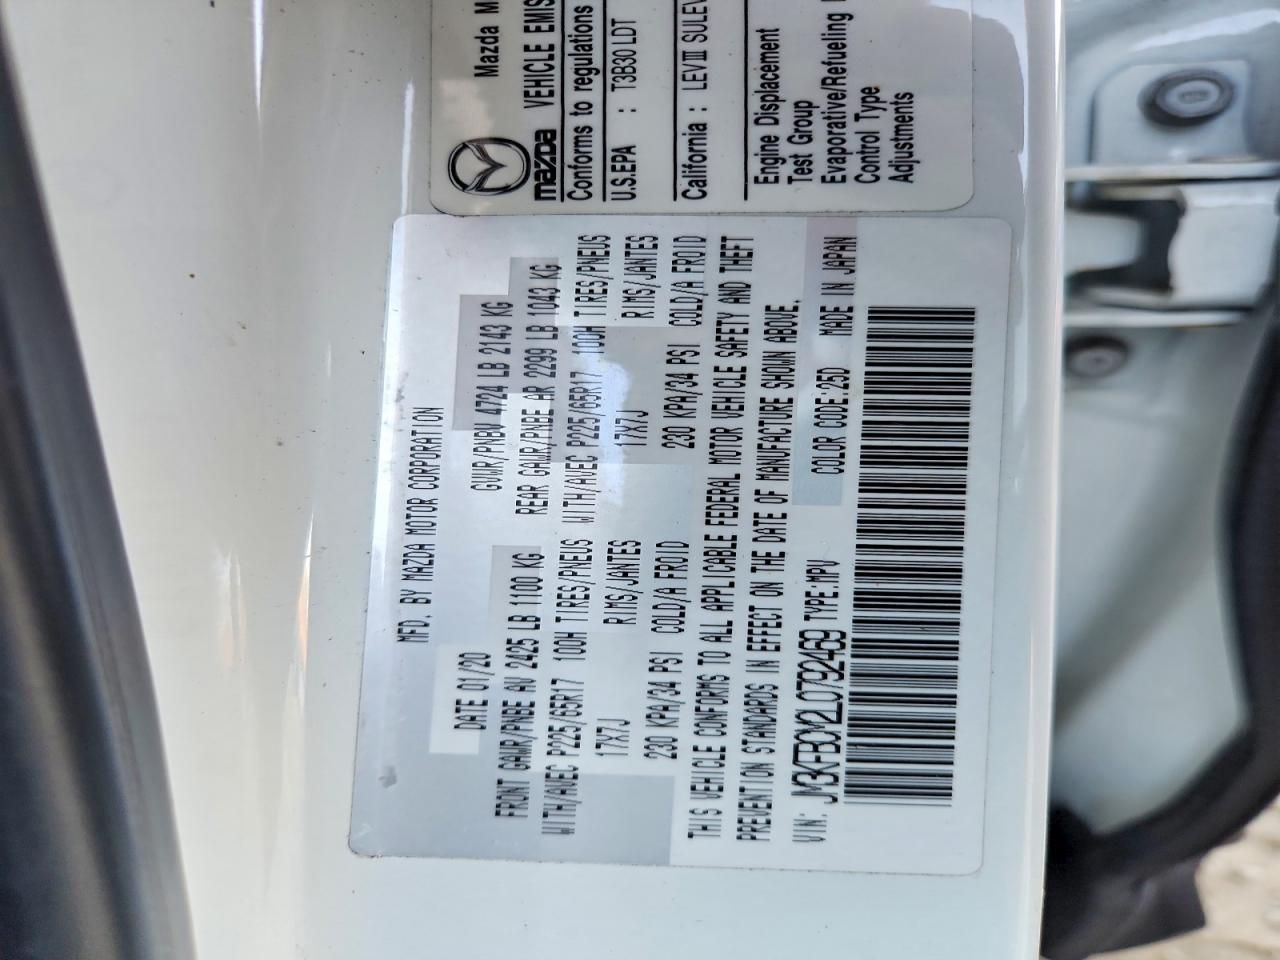 Mazda M
mazda VEHICLE EMIS
Conforms to regulations
U.S.EPA : T3B30 LDT
California : LEVIII SULEV
Engine Displacement
Test Group
Evaporative/Refueling
Control Type
Adjustments
MFD. BY MAZDA MOTOR CORPORATION
DATE 01/20 GVWR/PNBV 4724 LB 2143 KG
FRONT GAWR/PNBE AV 2425 LB 1100 KG REAR GAWR/PNBE AR 2299 LB 1043 KG
WITH/AVEC P225/65R17 100H TIRES/PNEUS WITH/AVEC P225/65R17 100H TIRES/PNEUS
17X7J RIMS/JANTES 17X7J RIMS/JANTES
230 KPA/34 PSI COLD/A FROID 230 KPA/34 PSI COLD/A FROID
THIS VEHICLE CONFORMS TO ALL APPLICABLE FEDERAL MOTOR VEHICLE SAFETY AND THEFT
PREVENTION STANDARDS IN EFFECT ON THE DATE OF MANUFACTURE SHOWN ABOVE.
VIN: JM3KFBCM2L0792469 TYPE:MPV COLOR CODE:25D MADE IN JAPAN